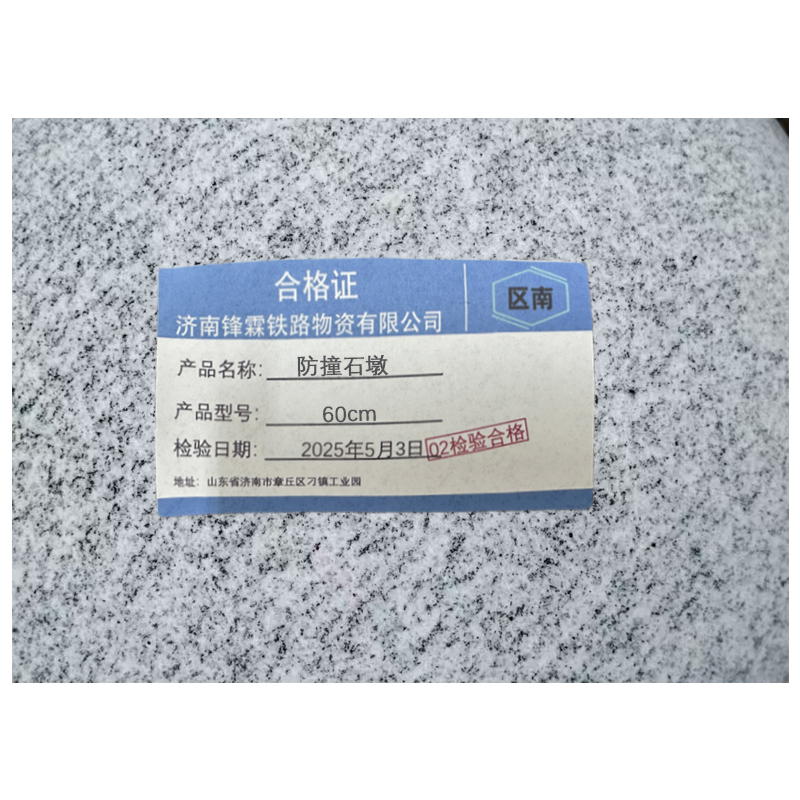 合格证
区南
济南锋霖铁路物资有限公司
产品名称: 防撞石墩
产品型号: 60cm
检验日期: 2025年5月3日 02检验合格
地址: 山东省济南市章丘区刁镇工业园